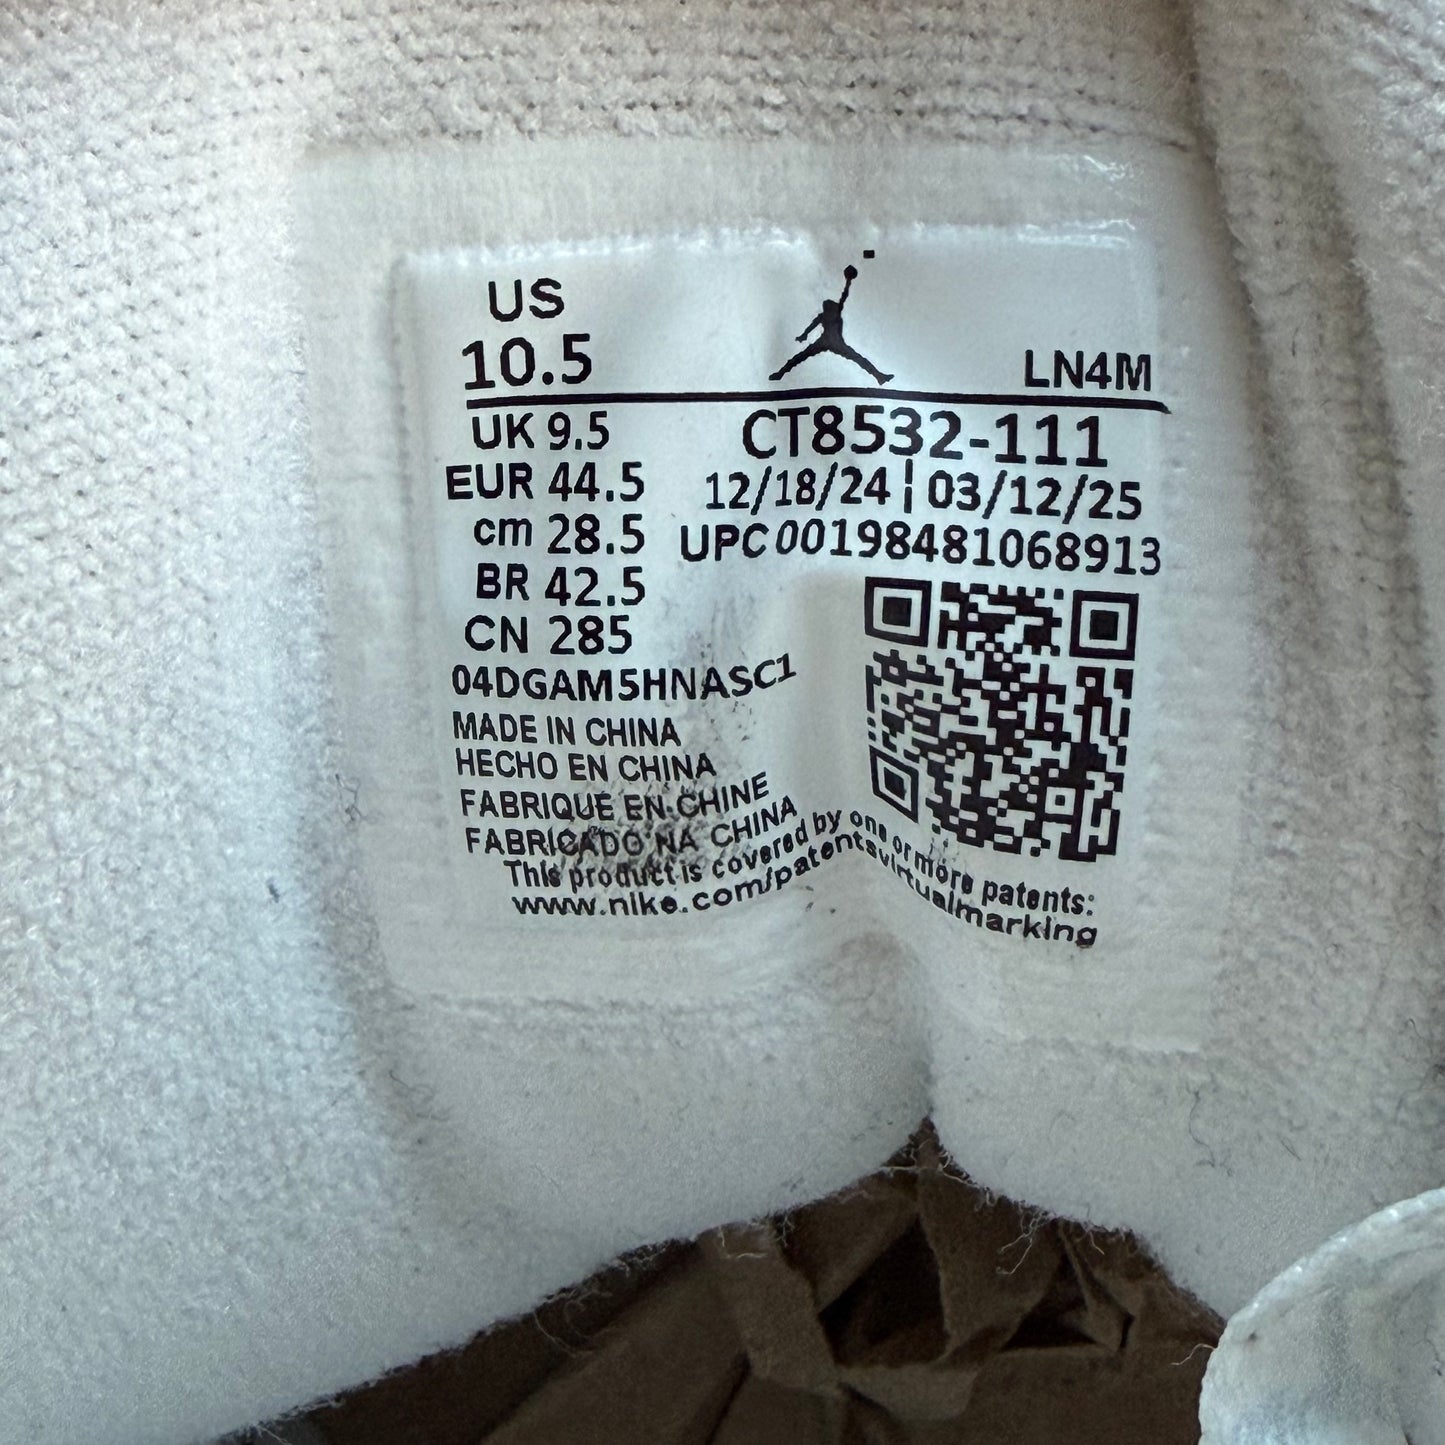 US
10.5
LN4M
UK 9.5
EUR 44.5
cm 28.5
BR 42.5
CN 285
CT8532-111
12/18/24 | 03/12/25
UPC00198481068913
04DGAM5HNASC1
MADE IN CHINA
HECHO EN CHINA
FABRIQUE EN CHINE
FABRICADO NA CHINA
This product is covered by one or more patents:
www.nike.com/patentsvirtualmarking